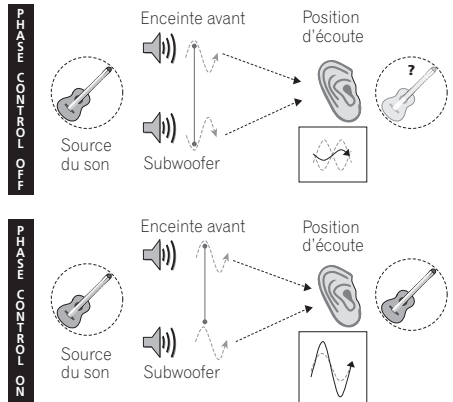 PHASE CONTROL OFF
Enceinte avant
Position
d'écoute
?
Source
du son
Subwoofer
PHASE CONTROL ON
Enceinte avant
Position
d'écoute
Source
du son
Subwoofer